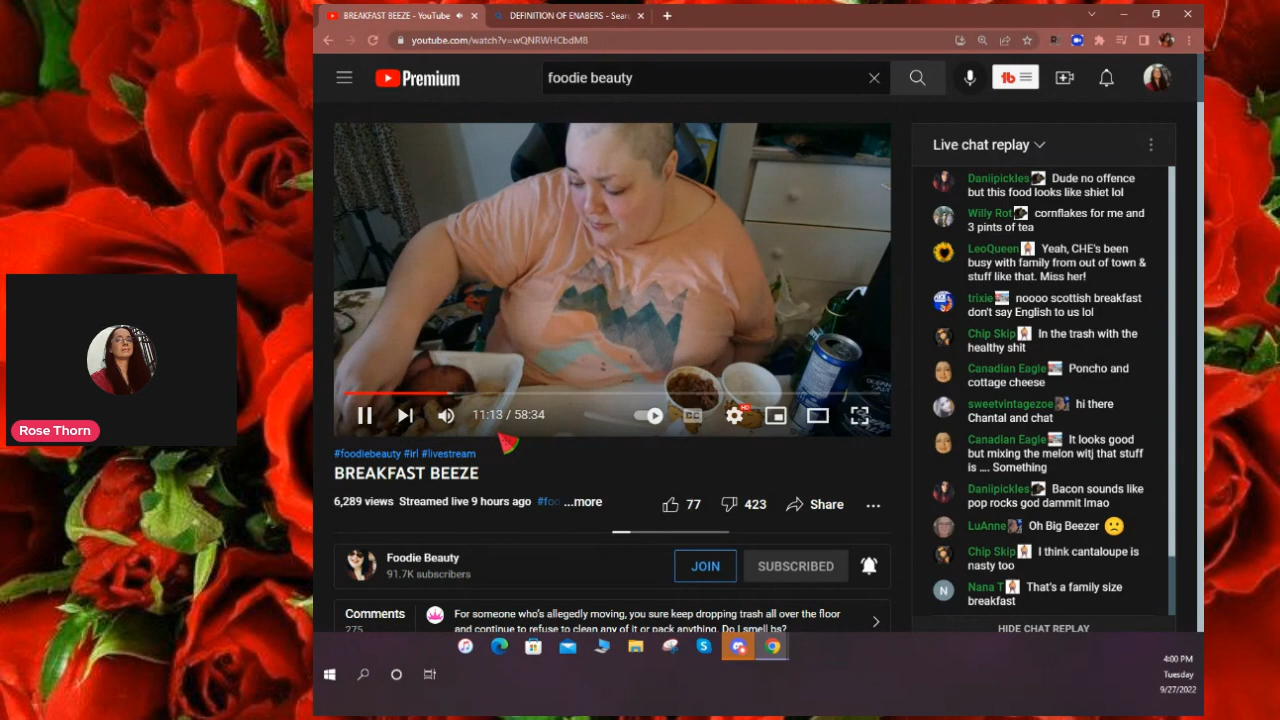 BREAKFAST BEEZE - YouTube
DEFINITION OF ENABERS - Sear
youtube.com/watch?v=wQNRWHCbdM8
Premium
foodie beauty
Live chat replay
Daniipickles Dude no offence
but this food looks like shiet lol
Willy Rot cornflakes for me and
3 pints of tea
LeoQueen Yeah, CHE's been
busy with family from out of town &
stuff like that. Miss her!
trixie noooo scottish breakfast
don't say English to us lol
Chip Skip In the trash with the
healthy shit
Canadian Eagle Poncho and
cottage cheese
sweetvintagezoe hi there
Chantal and chat
Canadian Eagle It looks good
but mixing the melon witj that stuff
is .... Something
Daniipickles Bacon sounds like
pop rocks god dammit lmao
LuAnne Oh Big Beezer
Chip Skip I think cantaloupe is
nasty too
N Nana T That's a family size
breakfast
HIDE CHAT REPLAY
11:13 / 58:34
CC
HD
#foodiebeauty #irl #livestream
BREAKFAST BEEZE
6,289 views Streamed live 9 hours ago #foo ...more
77 423 Share
Foodie Beauty
91.7K subscribers
JOIN SUBSCRIBED
Comments
275
For someone who's allegedly moving, you sure keep dropping trash all over the floor
and continue to refuse to clean any of it or pack anything. Do I smell ba?
Rose Thorn
4:00 PM
Tuesday
9/27/2022